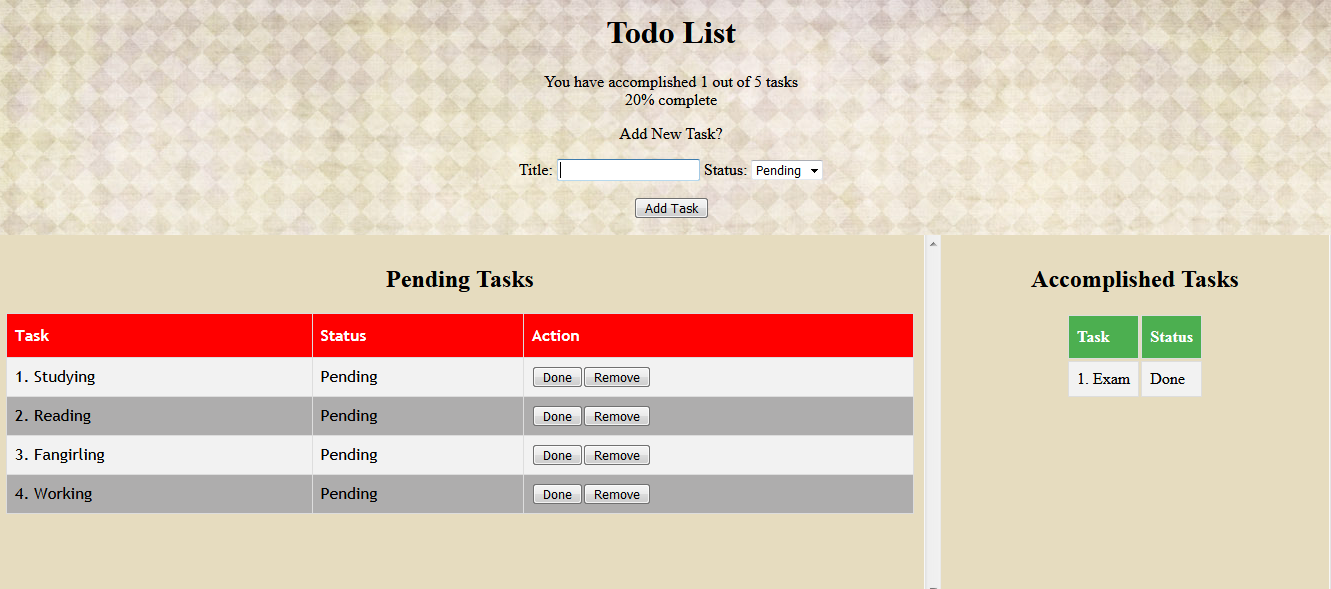 Todo List
You have accomplished 1 out of 5 tasks
20% complete
Add New Task?
Title: Status: Pending
Add Task
Pending Tasks
Task Status Action
1. Studying Pending Done Remove
2. Reading Pending Done Remove
3. Fangirling Pending Done Remove
4. Working Pending Done Remove
Accomplished Tasks
Task Status
1. Exam Done